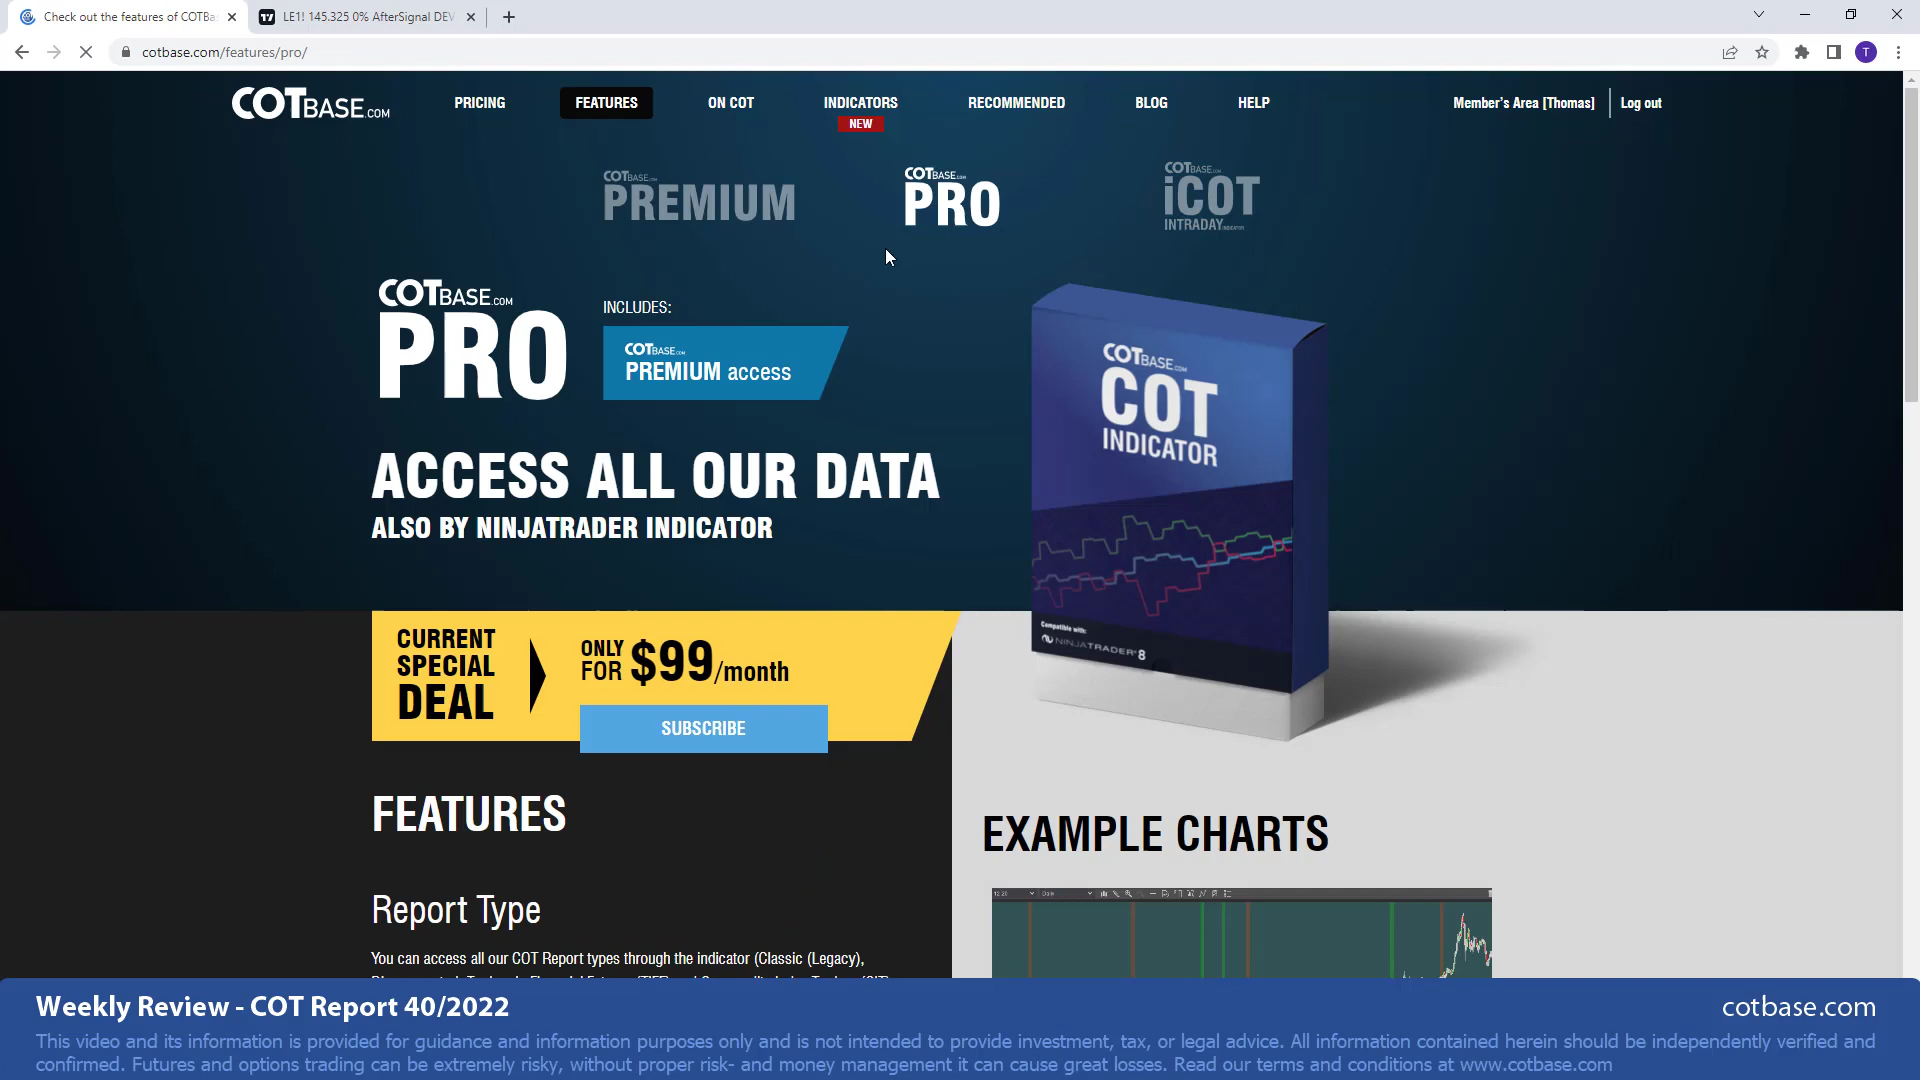 Check out the features of COTBa
LE1! 145.325 0% AfterSignal DEV
cotbase.com/features/pro/
T
COTBASE.COM
PRICING
FEATURES
ON COT
INDICATORS
NEW
RECOMMENDED
BLOG
HELP
Member's Area [Thomas]
Log out
COTBASE.COM
PREMIUM
COTBASE.COM
PRO
COTBASE.COM
iCOT
INTRADAY
COTBASE.COM
PRO
INCLUDES:
COTBASE.COM
PREMIUM access
ACCESS ALL OUR DATA
ALSO BY NINJATRADER INDICATOR
COTBASE.COM
COT
INDICATOR
Compatible with:
NINJATRADER 8
CURRENT
SPECIAL
DEAL
ONLY
FOR $99/month
SUBSCRIBE
FEATURES
EXAMPLE CHARTS
Report Type
You can access all our COT Report types through the indicator (Classic (Legacy),
Weekly Review - COT Report 40/2022
cotbase.com
This video and its information is provided for guidance and information purposes only and is not intended to provide investment, tax, or legal advice. All information contained herein should be independently verified and
confirmed. Futures and options trading can be extremely risky, without proper risk- and money management it can cause great losses. Read our terms and conditions at www.cotbase.com